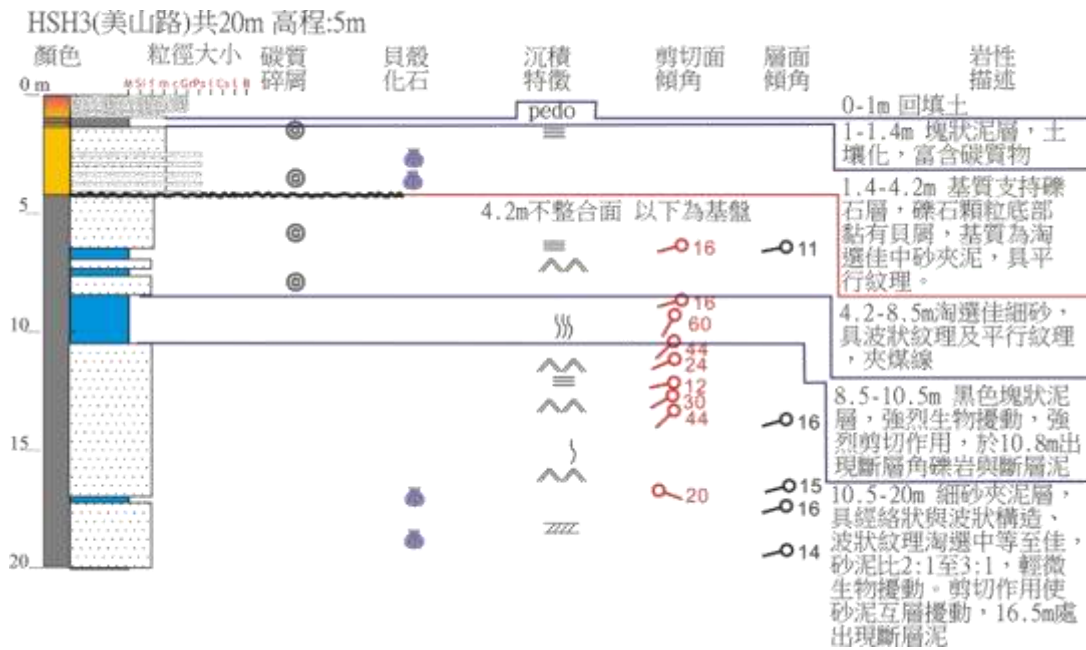 HSH3(美山路)共20m 高程:5m
顏色 粒徑大小 碳質碎屑 貝殼化石 沉積特徵 剪切面傾角 層面傾角 岩性描述
0 m
pedo
4.2m不整合面 以下為基盤
5
10
15
20
16
11
16
60
44
24
12
30
44
16
15
20
16
14
0-1m 回填土
1-1.4m 塊狀泥層，土
壤化，富含碳質物
1.4-4.2m 基質支持礫
石層，礫石顆粒底部
黏有貝屑，基質為淘
選佳中砂夾泥，具平
行紋理。
4.2-8.5m淘選佳細砂，
具波狀紋理及平行紋理
，夾煤線
8.5-10.5m 黑色塊狀泥
層，強烈生物擾動，強
烈剪切作用，於10.8m出
現斷層角礫岩與斷層泥
10.5-20m 細砂夾泥層，
具經絡狀與波狀構造、
波狀紋理淘選中等至佳，
砂泥比2:1至3:1，輕微
生物擾動。剪切作用使
砂泥互層擾動，16.5m處
出現斷層泥